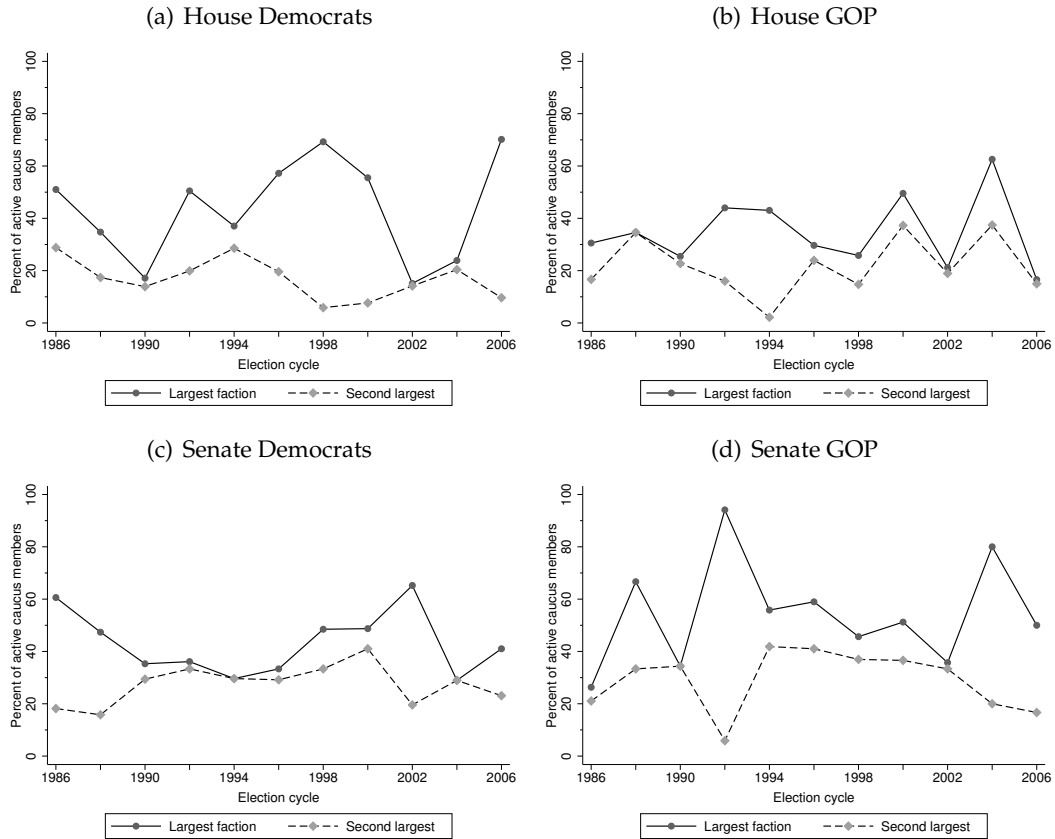 (a) House Democrats
Percent of active caucus members
0 20 40 60 80 100
1986 1990 1994 1998 2002 2006
Election cycle
Largest faction Second largest
(b) House GOP
Percent of active caucus members
0 20 40 60 80 100
1986 1990 1994 1998 2002 2006
Election cycle
Largest faction Second largest
(c) Senate Democrats
Percent of active caucus members
0 20 40 60 80 100
1986 1990 1994 1998 2002 2006
Election cycle
Largest faction Second largest
(d) Senate GOP
Percent of active caucus members
0 20 40 60 80 100
1986 1990 1994 1998 2002 2006
Election cycle
Largest faction Second largest